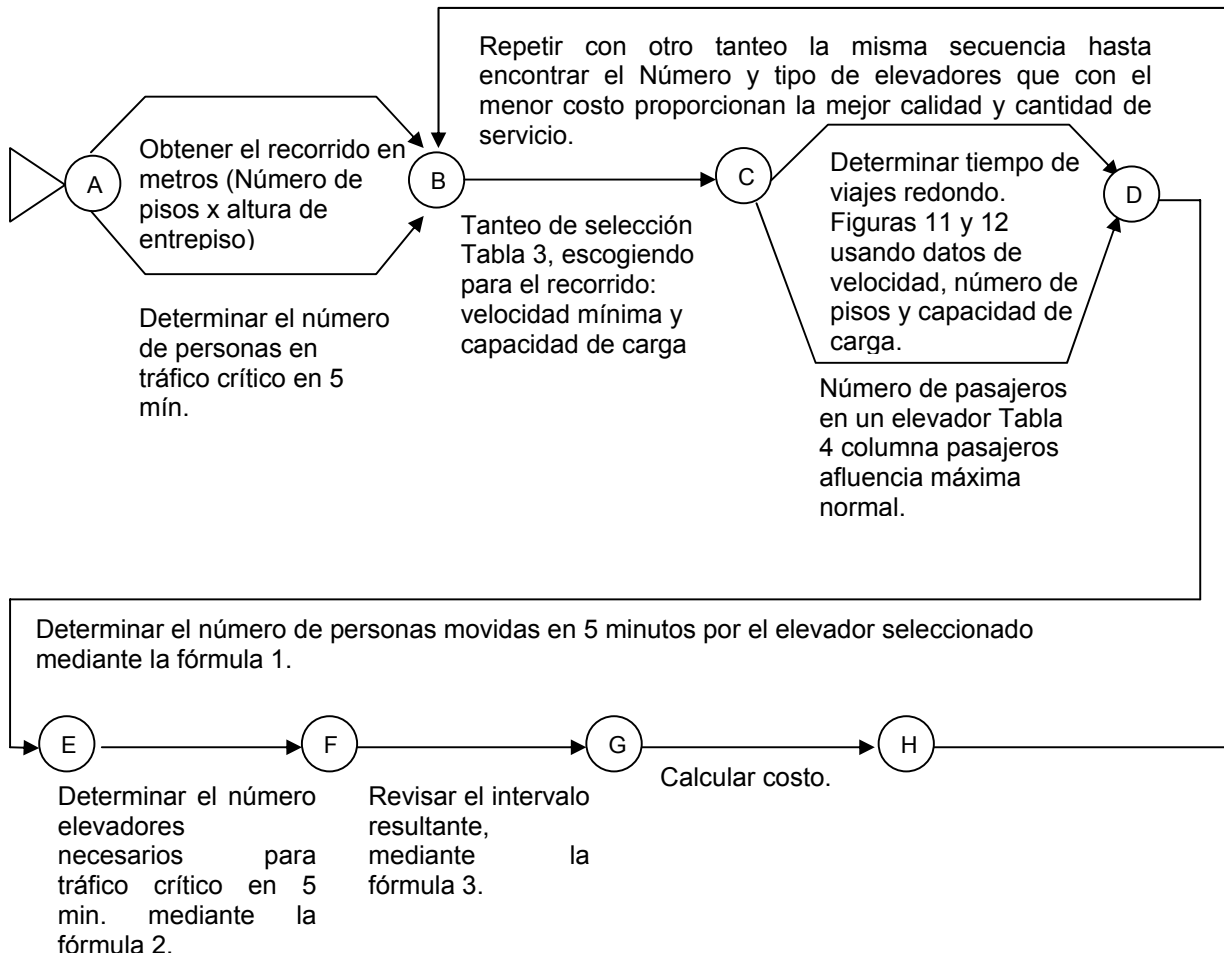 Repetir con otro tanteo la misma secuencia hasta
encontrar el Número y tipo de elevadores que con el
menor costo proporcionan la mejor calidad y cantidad de
servicio.
A
Obtener el recorrido en
metros (Número de
pisos x altura de
entrepiso)
Determinar el número
de personas en
tráfico crítico en 5
mín.
B
Tanteo de selección
Tabla 3, escogiendo
para el recorrido:
velocidad mínima y
capacidad de carga
C
Determinar tiempo de
viajes redondo.
Figuras 11 y 12
usando datos de
velocidad, número de
pisos y capacidad de
carga.
Número de pasajeros
en un elevador Tabla
4 columna pasajeros
afluencia máxima
normal.
D
Determinar el número de personas movidas en 5 minutos por el elevador seleccionado
mediante la fórmula 1.
E
Determinar el número
elevadores
necesarios para
tráfico crítico en 5
min. mediante la
fórmula 2.
F
Revisar el intervalo
resultante,
mediante la
fórmula 3.
G
Calcular costo.
H